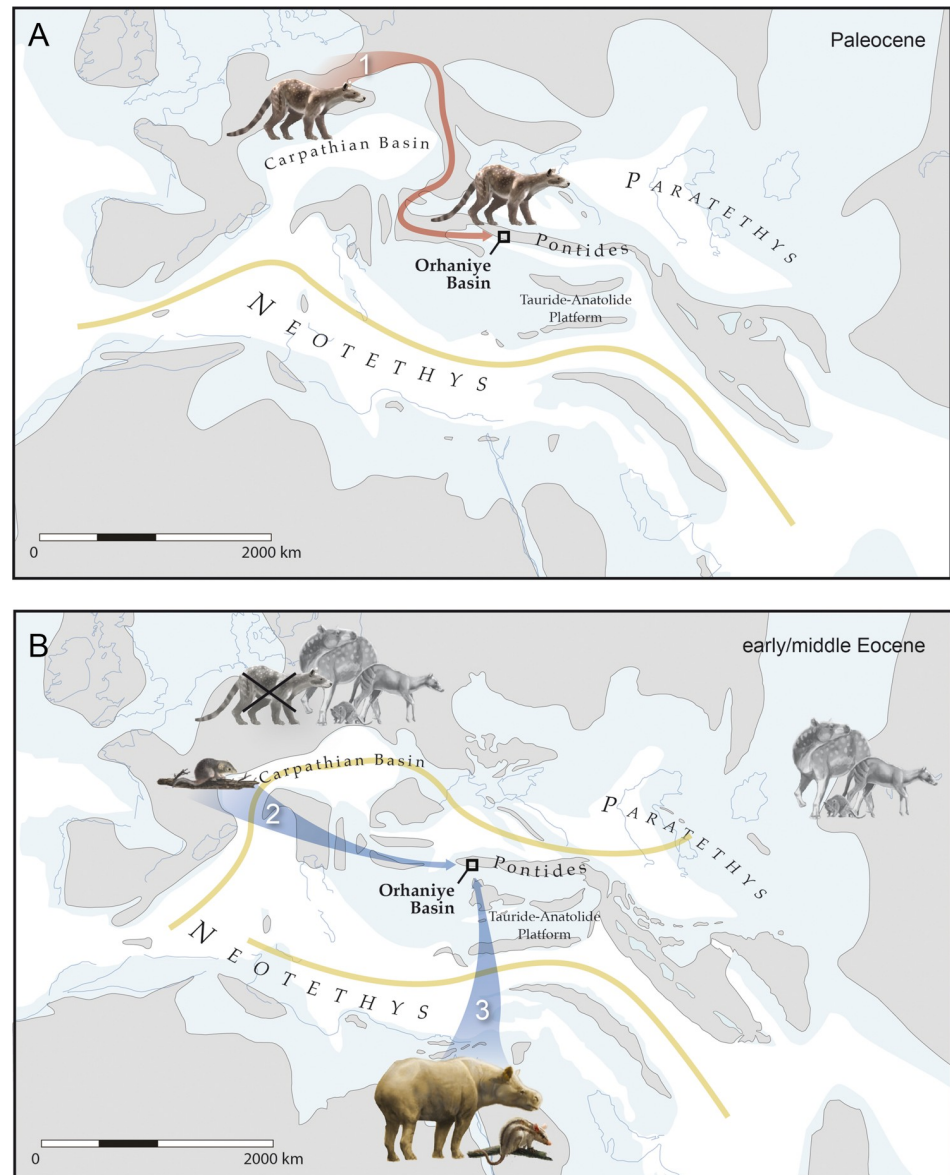 A
Paleocene
1
Carpathian Basin
PARATETHYS
Pontides
Orhaniye
Basin
Tauride-Anatolide
Platform
NEOTETHYS
0 2000 km
B
early/middle Eocene
Carpathian Basin
2
PARATETHYS
Pontides
Orhaniye
Basin
Tauride-Anatolide
Platform
NEOTETHYS
3
0 2000 km